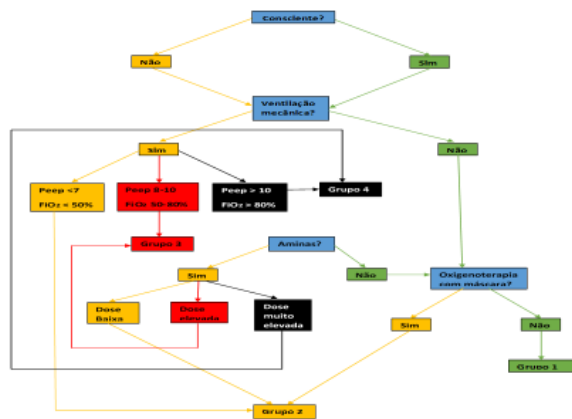 Consciente?
Não
Sim
Ventilação
mecânica?
Sim
Não
Peep <7
FiO₂ < 50%
Peep 8-10
FiO₂ 50-80%
Peep > 10
FiO₂ > 80%
Grupo 4
Grupo 3
Aminas?
Sim
Não
Oxigenoterapia
com máscara?
Dose
Baixa
Dose
elevada
Dose
muito
elevada
Sim
Não
Grupo 1
Grupo 2